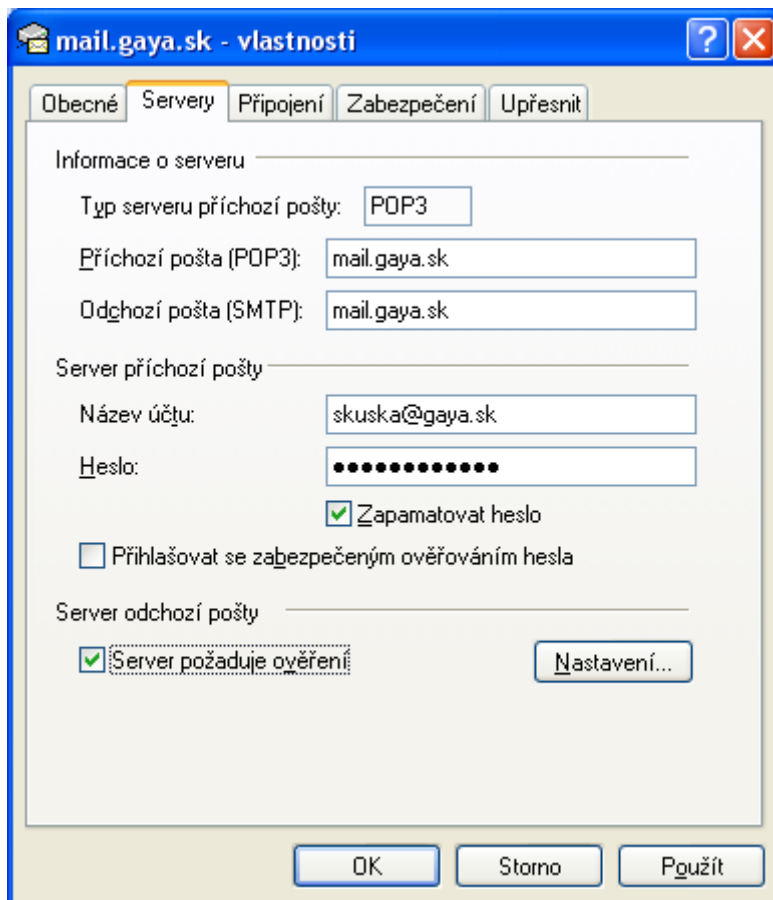 mail.gaya.sk - vlastnosti
Obecné Servery Připojení Zabezpečení Upřesnit
Informace o serveru
Typ serveru příchozí pošty: POP3
Příchozí pošta (POP3): mail.gaya.sk
Odchozí pošta (SMTP): mail.gaya.sk
Server příchozí pošty
Název účtu: skuska@gaya.sk
Heslo: ●●●●●●●●●●●●
Zapamatovat heslo
Přihlašovat se zabezpečeným ověřováním hesla
Server odchozí pošty
Server požaduje ověření Nastavení...
OK Storno Použít